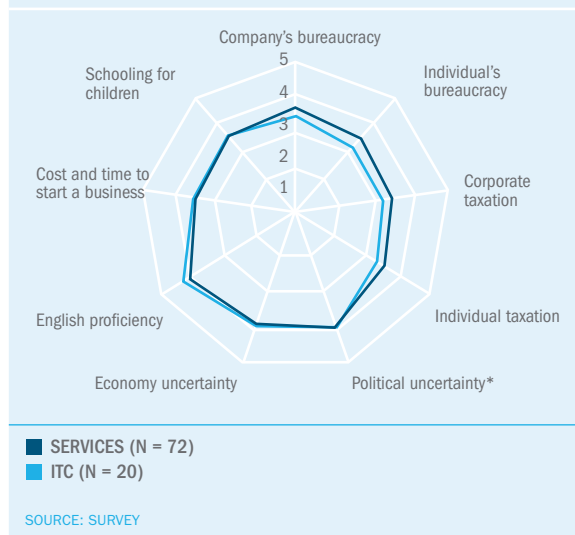 Company's bureaucracy
5
Schooling for
children
Individual's
bureaucracy
4
3
2
1
Cost and time to
start a business
Corporate
taxation
English proficiency
Individual taxation
Economy uncertainty
Political uncertainty*
SERVICES (N = 72)
ITC (N = 20)
SOURCE: SURVEY